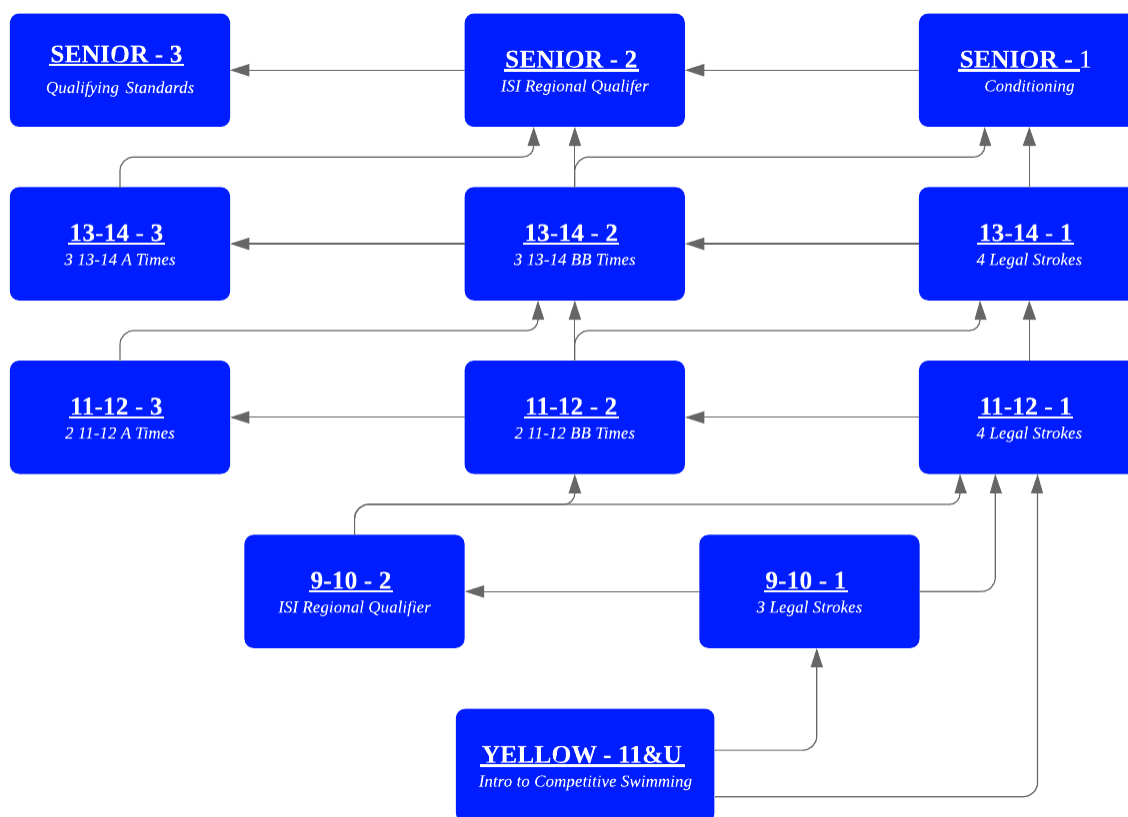 SENIOR - 3
Qualifying Standards
SENIOR - 2
ISI Regional Qualifer
SENIOR - 1
Conditioning
13-14 - 3
3 13-14 A Times
13-14 - 2
3 13-14 BB Times
13-14 - 1
4 Legal Strokes
11-12 - 3
2 11-12 A Times
11-12 - 2
2 11-12 BB Times
11-12 - 1
4 Legal Strokes
9-10 - 2
ISI Regional Qualifier
9-10 - 1
3 Legal Strokes
YELLOW - 11&U
Intro to Competitive Swimming